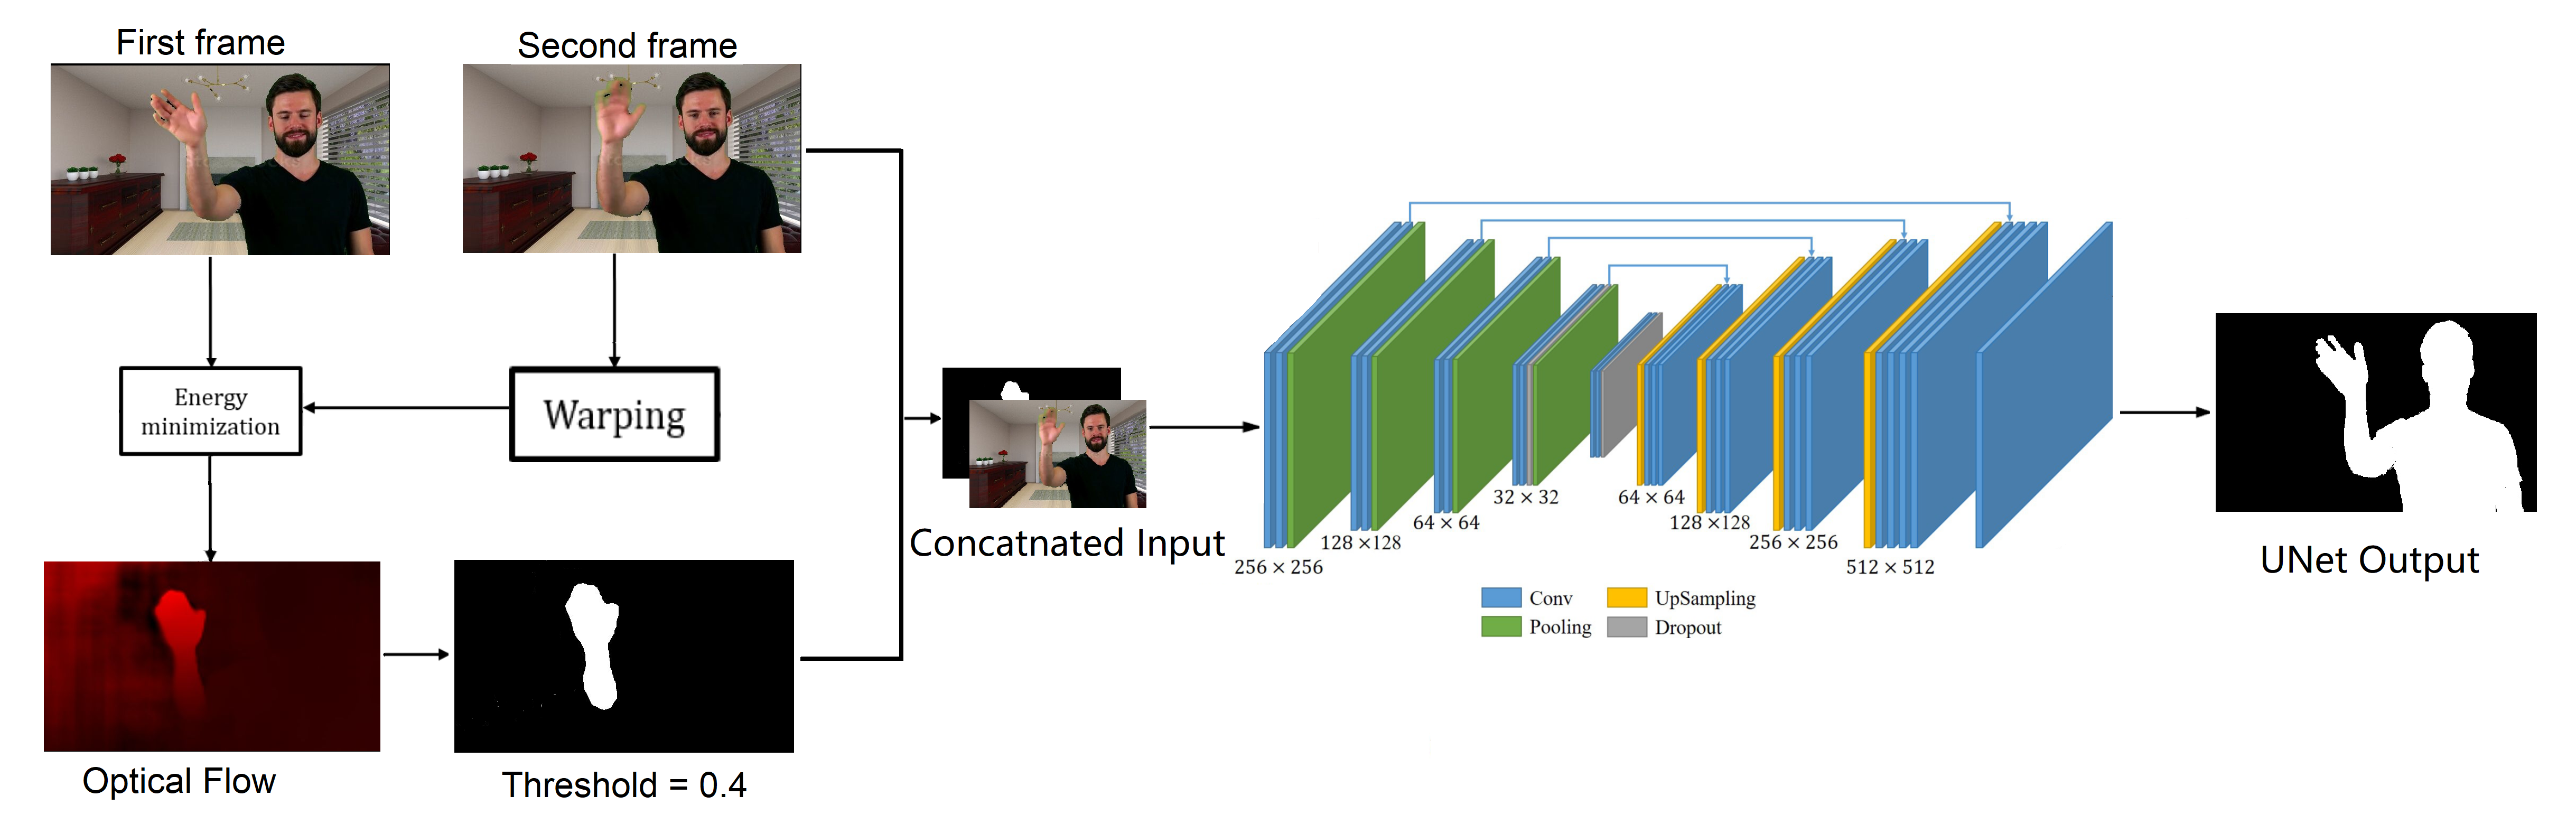 First frame
Second frame
Energy
minimization
Warping
Optical Flow
Threshold = 0.4
Concatnated Input
256 × 256
128 ×128
64 × 64
32 × 32
64 × 64
128 ×128
256 × 256
512 × 512
Conv
UpSampling
Pooling
Dropout
UNet Output